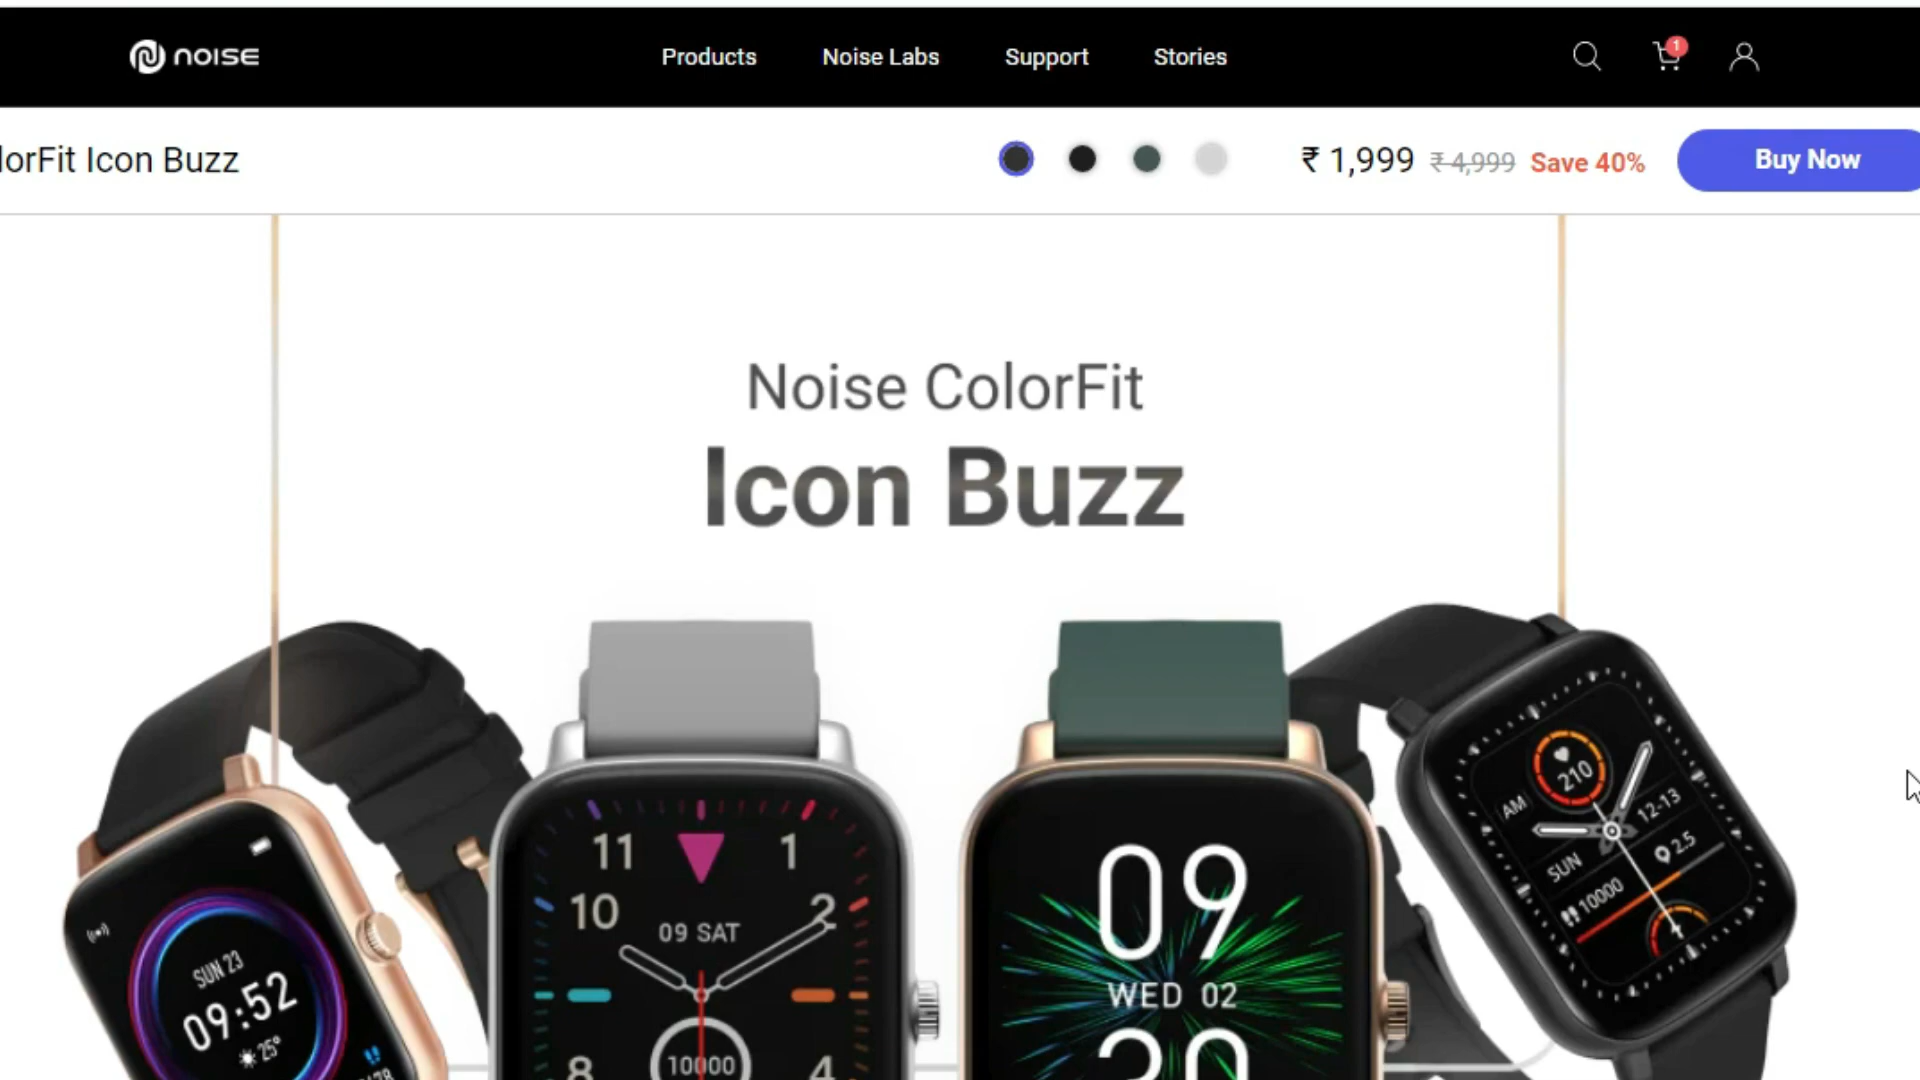 NOISE
Products
Noise Labs
Support
Stories
1
lorFit Icon Buzz
₹ 1,999
₹ 4,999
Save 40%
Buy Now
Noise ColorFit
Icon Buzz
SUN 23
09:52
25°
11
1
10
2
09 SAT
8
10000
4
09
WED 02
210
AM
12-13
SUN
2.5
10000